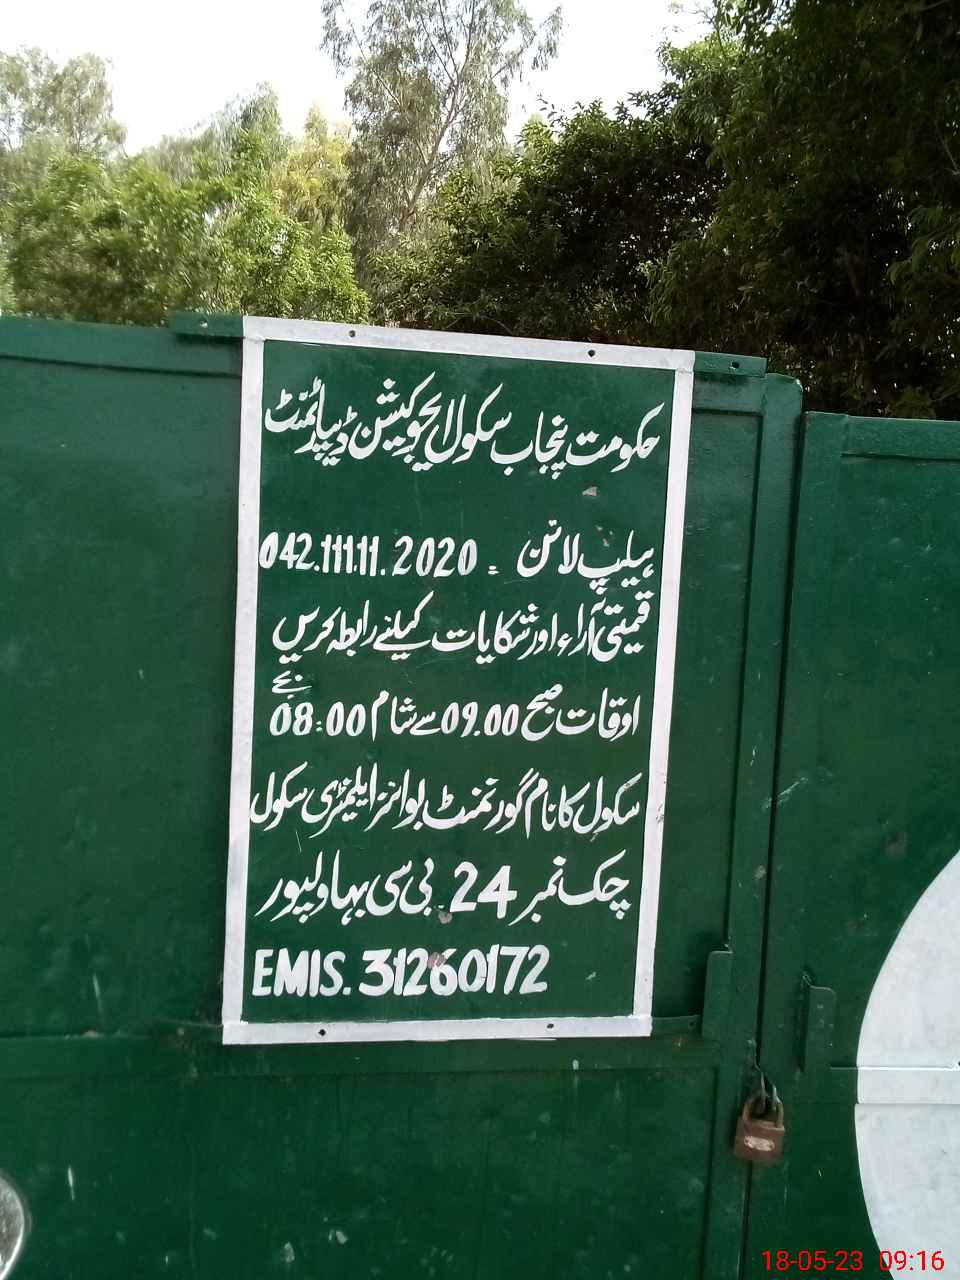 حکومت پنجاب سکول ایجوکیشن ڈیپارٹمنٹ
ہیلپ لائن = 042.111.11.2020
قیمتی آراء اور شکایات کیلئے رابطہ کریں
اوقات صبح 09.00 سے شام 08:00 بجے
سکول کا نام گورنمنٹ بوائز ایلیمنٹری سکول
چک نمبر 24 بی سی بہاولپور
EMIS. 31260172
18-05-23 09:16